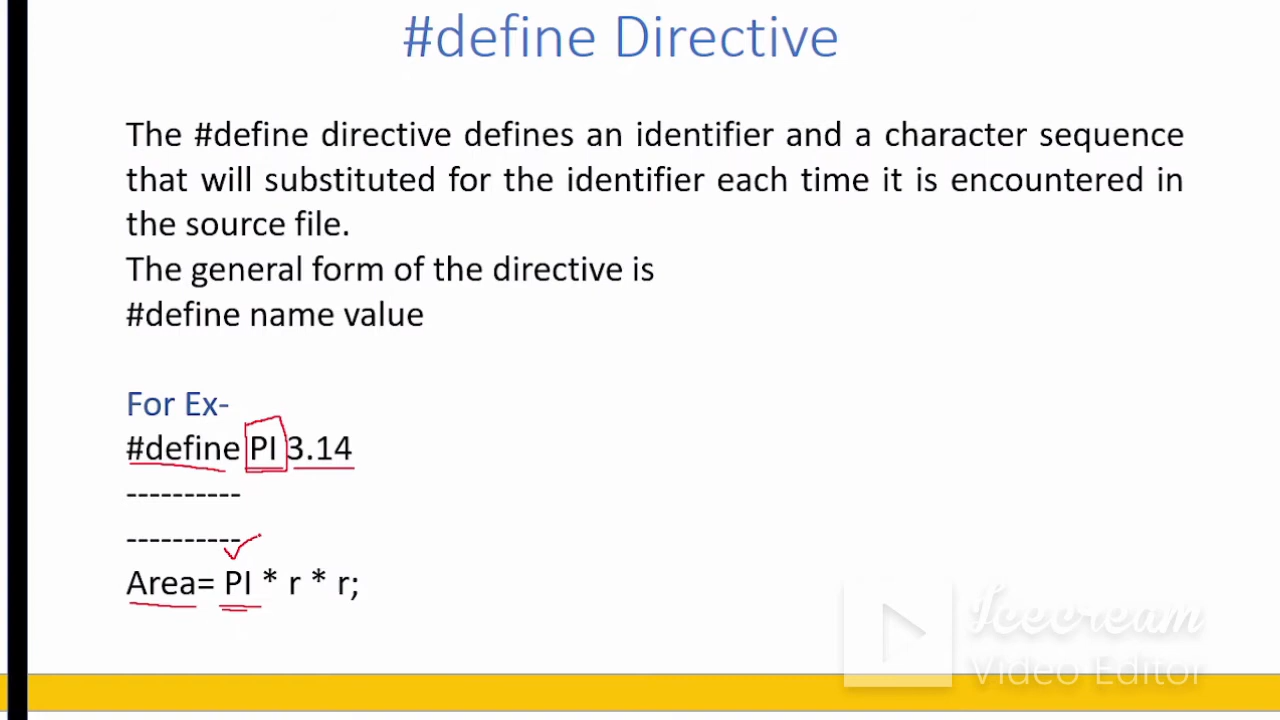 #define Directive
The #define directive defines an identifier and a character sequence
that will substituted for the identifier each time it is encountered in
the source file.
The general form of the directive is
#define name value
For Ex-
#define PI 3.14
----------
----------
Area= PI * r * r;
Icecream
Video Editor